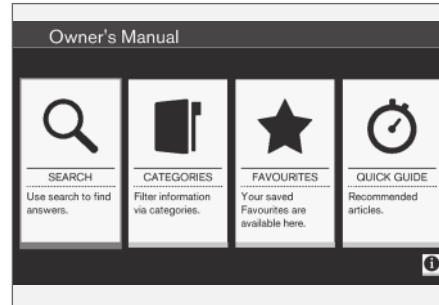 Owner's Manual
SEARCH
Use search to find
answers.
CATEGORIES
Filter information
via categories.
FAVOURITES
Your saved
Favourites are
available here.
QUICK GUIDE
Recommended
articles.
i